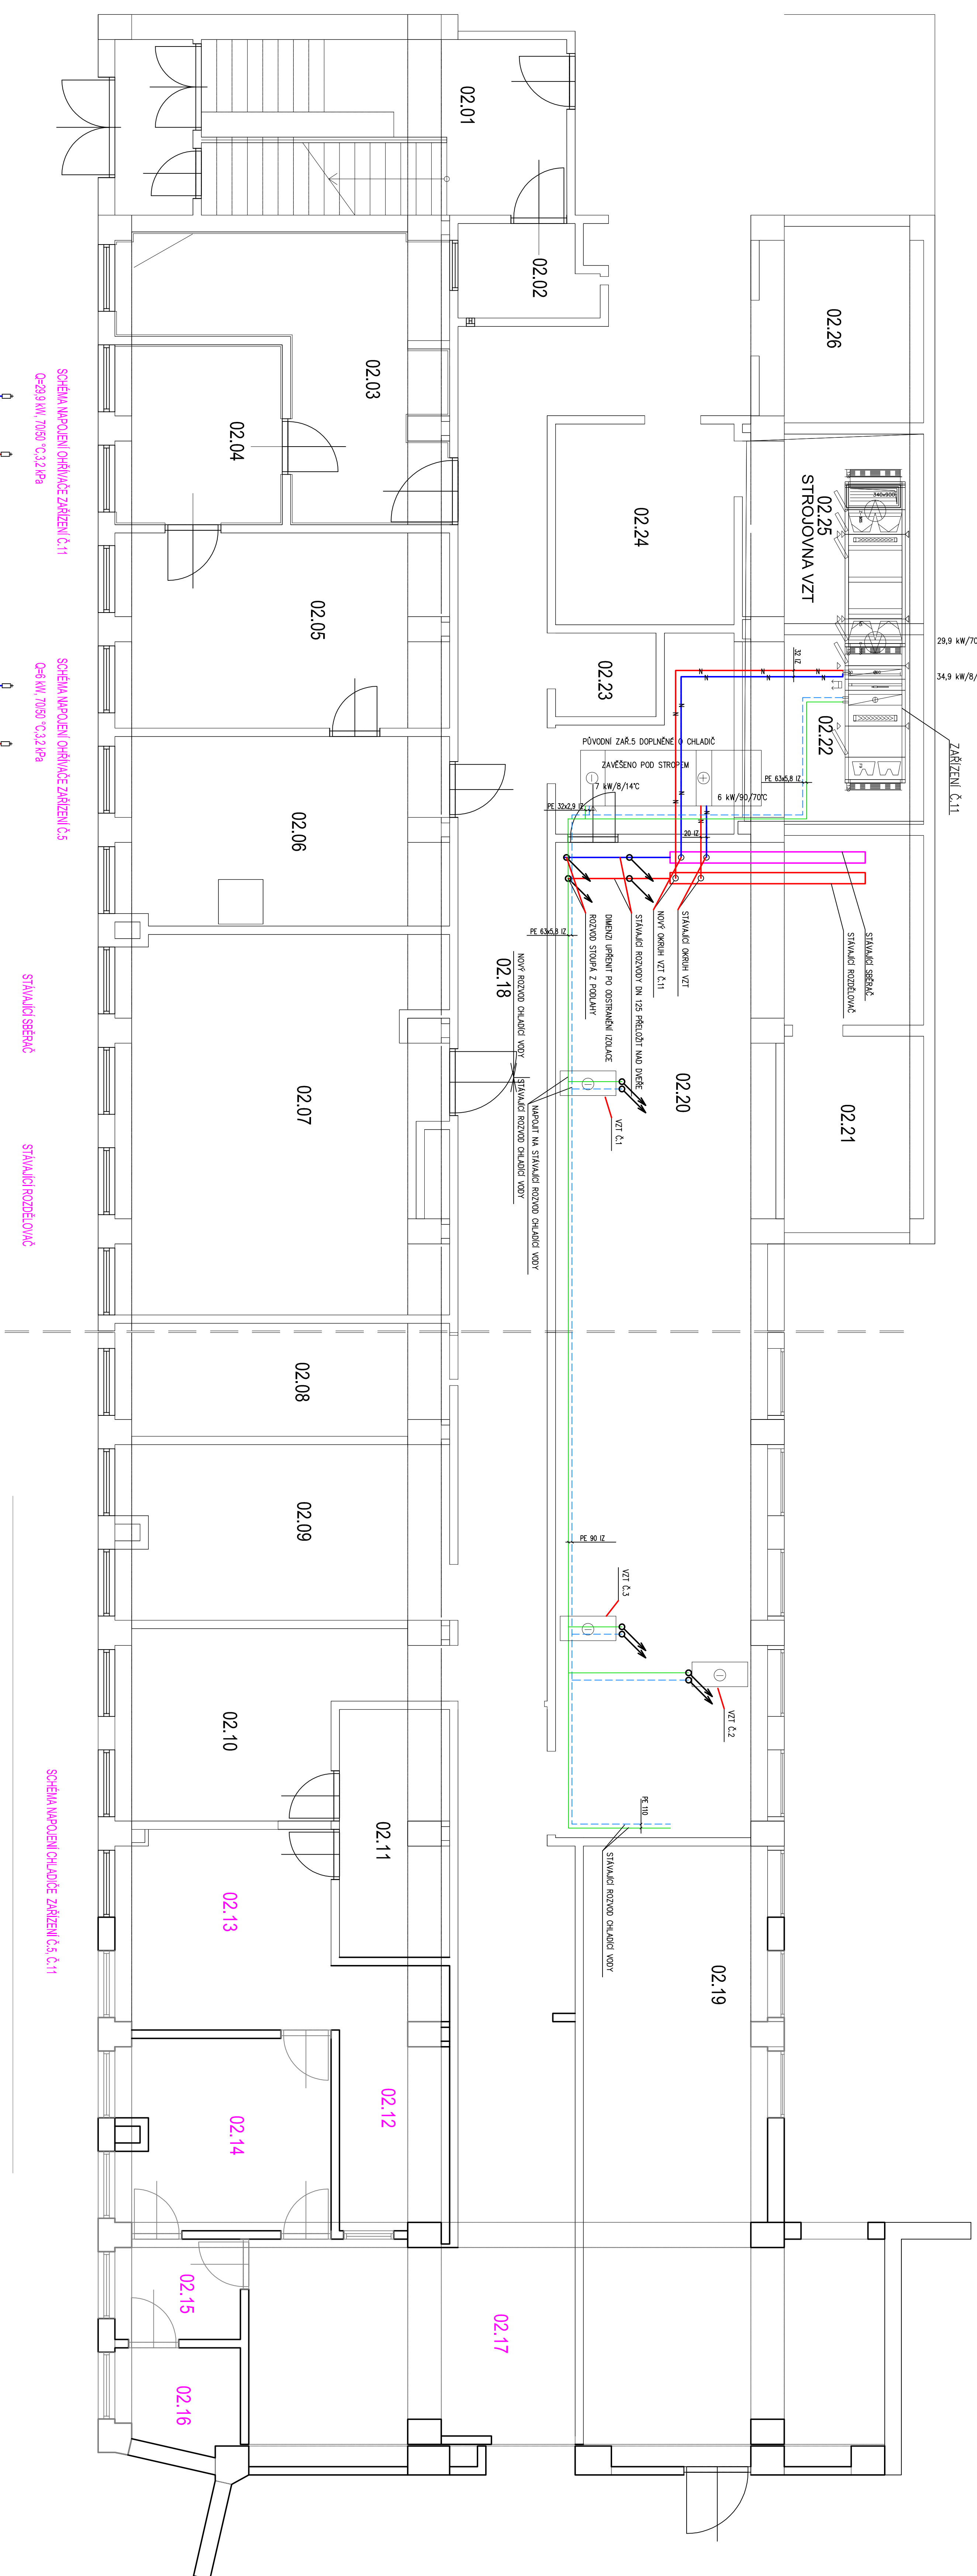 02.01
02.02
02.03
02.04
02.05
02.06
02.07
02.08
02.09
02.10
02.11
02.12
02.13
02.14
02.15
02.16
02.17
02.18
02.19
02.20
02.21
02.22
02.23
02.24
02.25
STROJOVNA VZT
02.26
340x900
29,9 kW/70
34,9 kW/8/
ZAŘÍZENÍ Č.11
32 IZ
PE 63x5,8 IZ
PŮVODNÍ ZAŘ.5 DOPLNĚNÉ O CHLADIČ
ZAVĚŠENO POD STROPEM
7 kW/8/14°C
6 kW/90/70°C
PE 32x2,9 IZ
20 IZ
STÁVAJÍCÍ SBĚRAČ
STÁVAJÍCÍ ROZDĚLOVAČ
STÁVAJÍCÍ OKRUH VZT
NOVÝ OKRUH VZT Č.11
STÁVAJÍCÍ ROZVODY DN 125 PŘELOŽIT NAD DVEŘE
DIMENZI UPŘENIT PO ODSTRANĚNÍ IZOLACE
ROZVOD STOUPÁ Z PODLAHY
PE 63x5,8 IZ
NOVÝ ROZVOD CHLADÍCÍ VODY
STÁVAJÍCÍ ROZVOD CHLADÍCÍ VODY
NAPOJIT NA STÁVAJÍCÍ ROZVOD CHLADÍCÍ VODY
VZT Č.1
PE 90 IZ
VZT Č.3
VZT Č.2
PE 110
STÁVAJÍCÍ ROZVOD CHLADÍCÍ VODY
SCHÉMA NAPOJENÍ OHŘÍVAČE ZAŘÍZENÍ Č.11
Q=29.9 kW, 70/50 °C,3.2 kPa
SCHÉMA NAPOJENÍ OHŘÍVAČE ZAŘÍZENÍ Č.5
Q=6 kW, 70/50 °C,3.2 kPa
STÁVAJÍCÍ SBĚRAČ
STÁVAJÍCÍ ROZDĚLOVAČ
SCHÉMA NAPOJENÍ CHLADIČE ZAŘÍZENÍ Č.5, Č.11